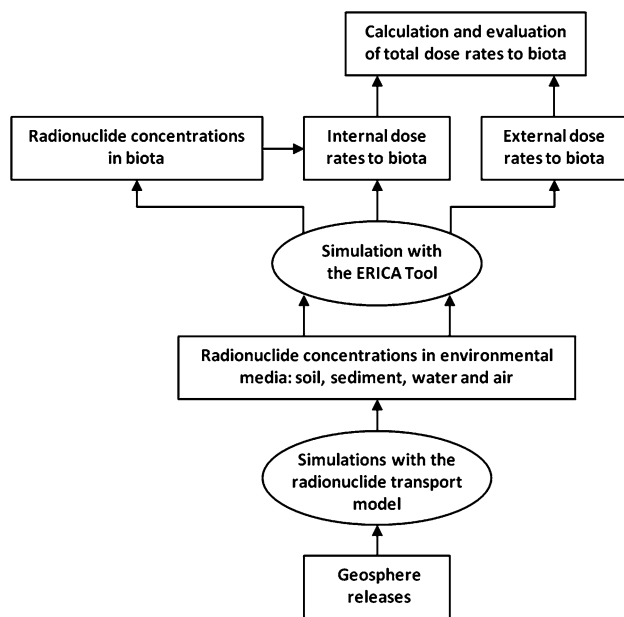 Calculation and evaluation
of total dose rates to biota
Radionuclide concentrations
in biota
Internal dose
rates to biota
External dose
rates to biota
Simulation with
the ERICA Tool
Radionuclide concentrations in environmental
media: soil, sediment, water and air
Simulations with the
radionuclide transport
model
Geosphere
releases